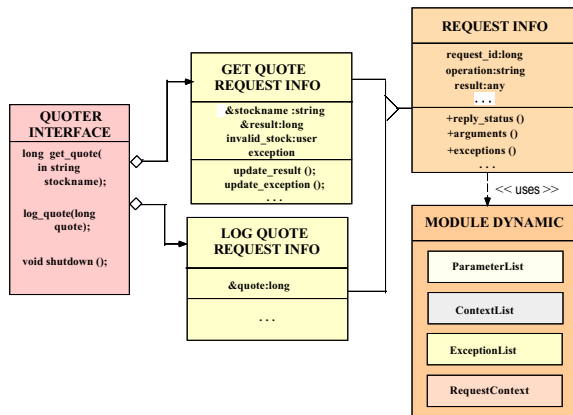 QUOTER
INTERFACE
long get_quote(
in string
stockname);
log_quote(long
quote);
void shutdown ();
GET QUOTE
REQUEST INFO
&stockname :string
&result:long
invalid_stock:user
exception
update_result ();
update_exception ();
. . .
LOG QUOTE
REQUEST INFO
&quote:long
. . .
REQUEST INFO
request_id:long
operation:string
result:any
. . .
+reply_status ()
+arguments ()
+exceptions ()
. . .
<< uses >>
MODULE DYNAMIC
ParameterList
ContextList
ExceptionList
RequestContext